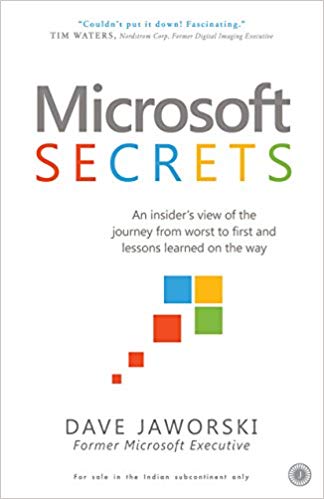 "Couldn't put it down! Fascinating."
TIM WATERS, Nordstrom Corp. Former Digital Imaging Executive
Microsoft
SECRETS
An insider's view of the
journey from worst to first and
lessons learned on the way
DAVE JAWORSKI
Former Microsoft Executive
J
For sale in the Indian subcontinent only